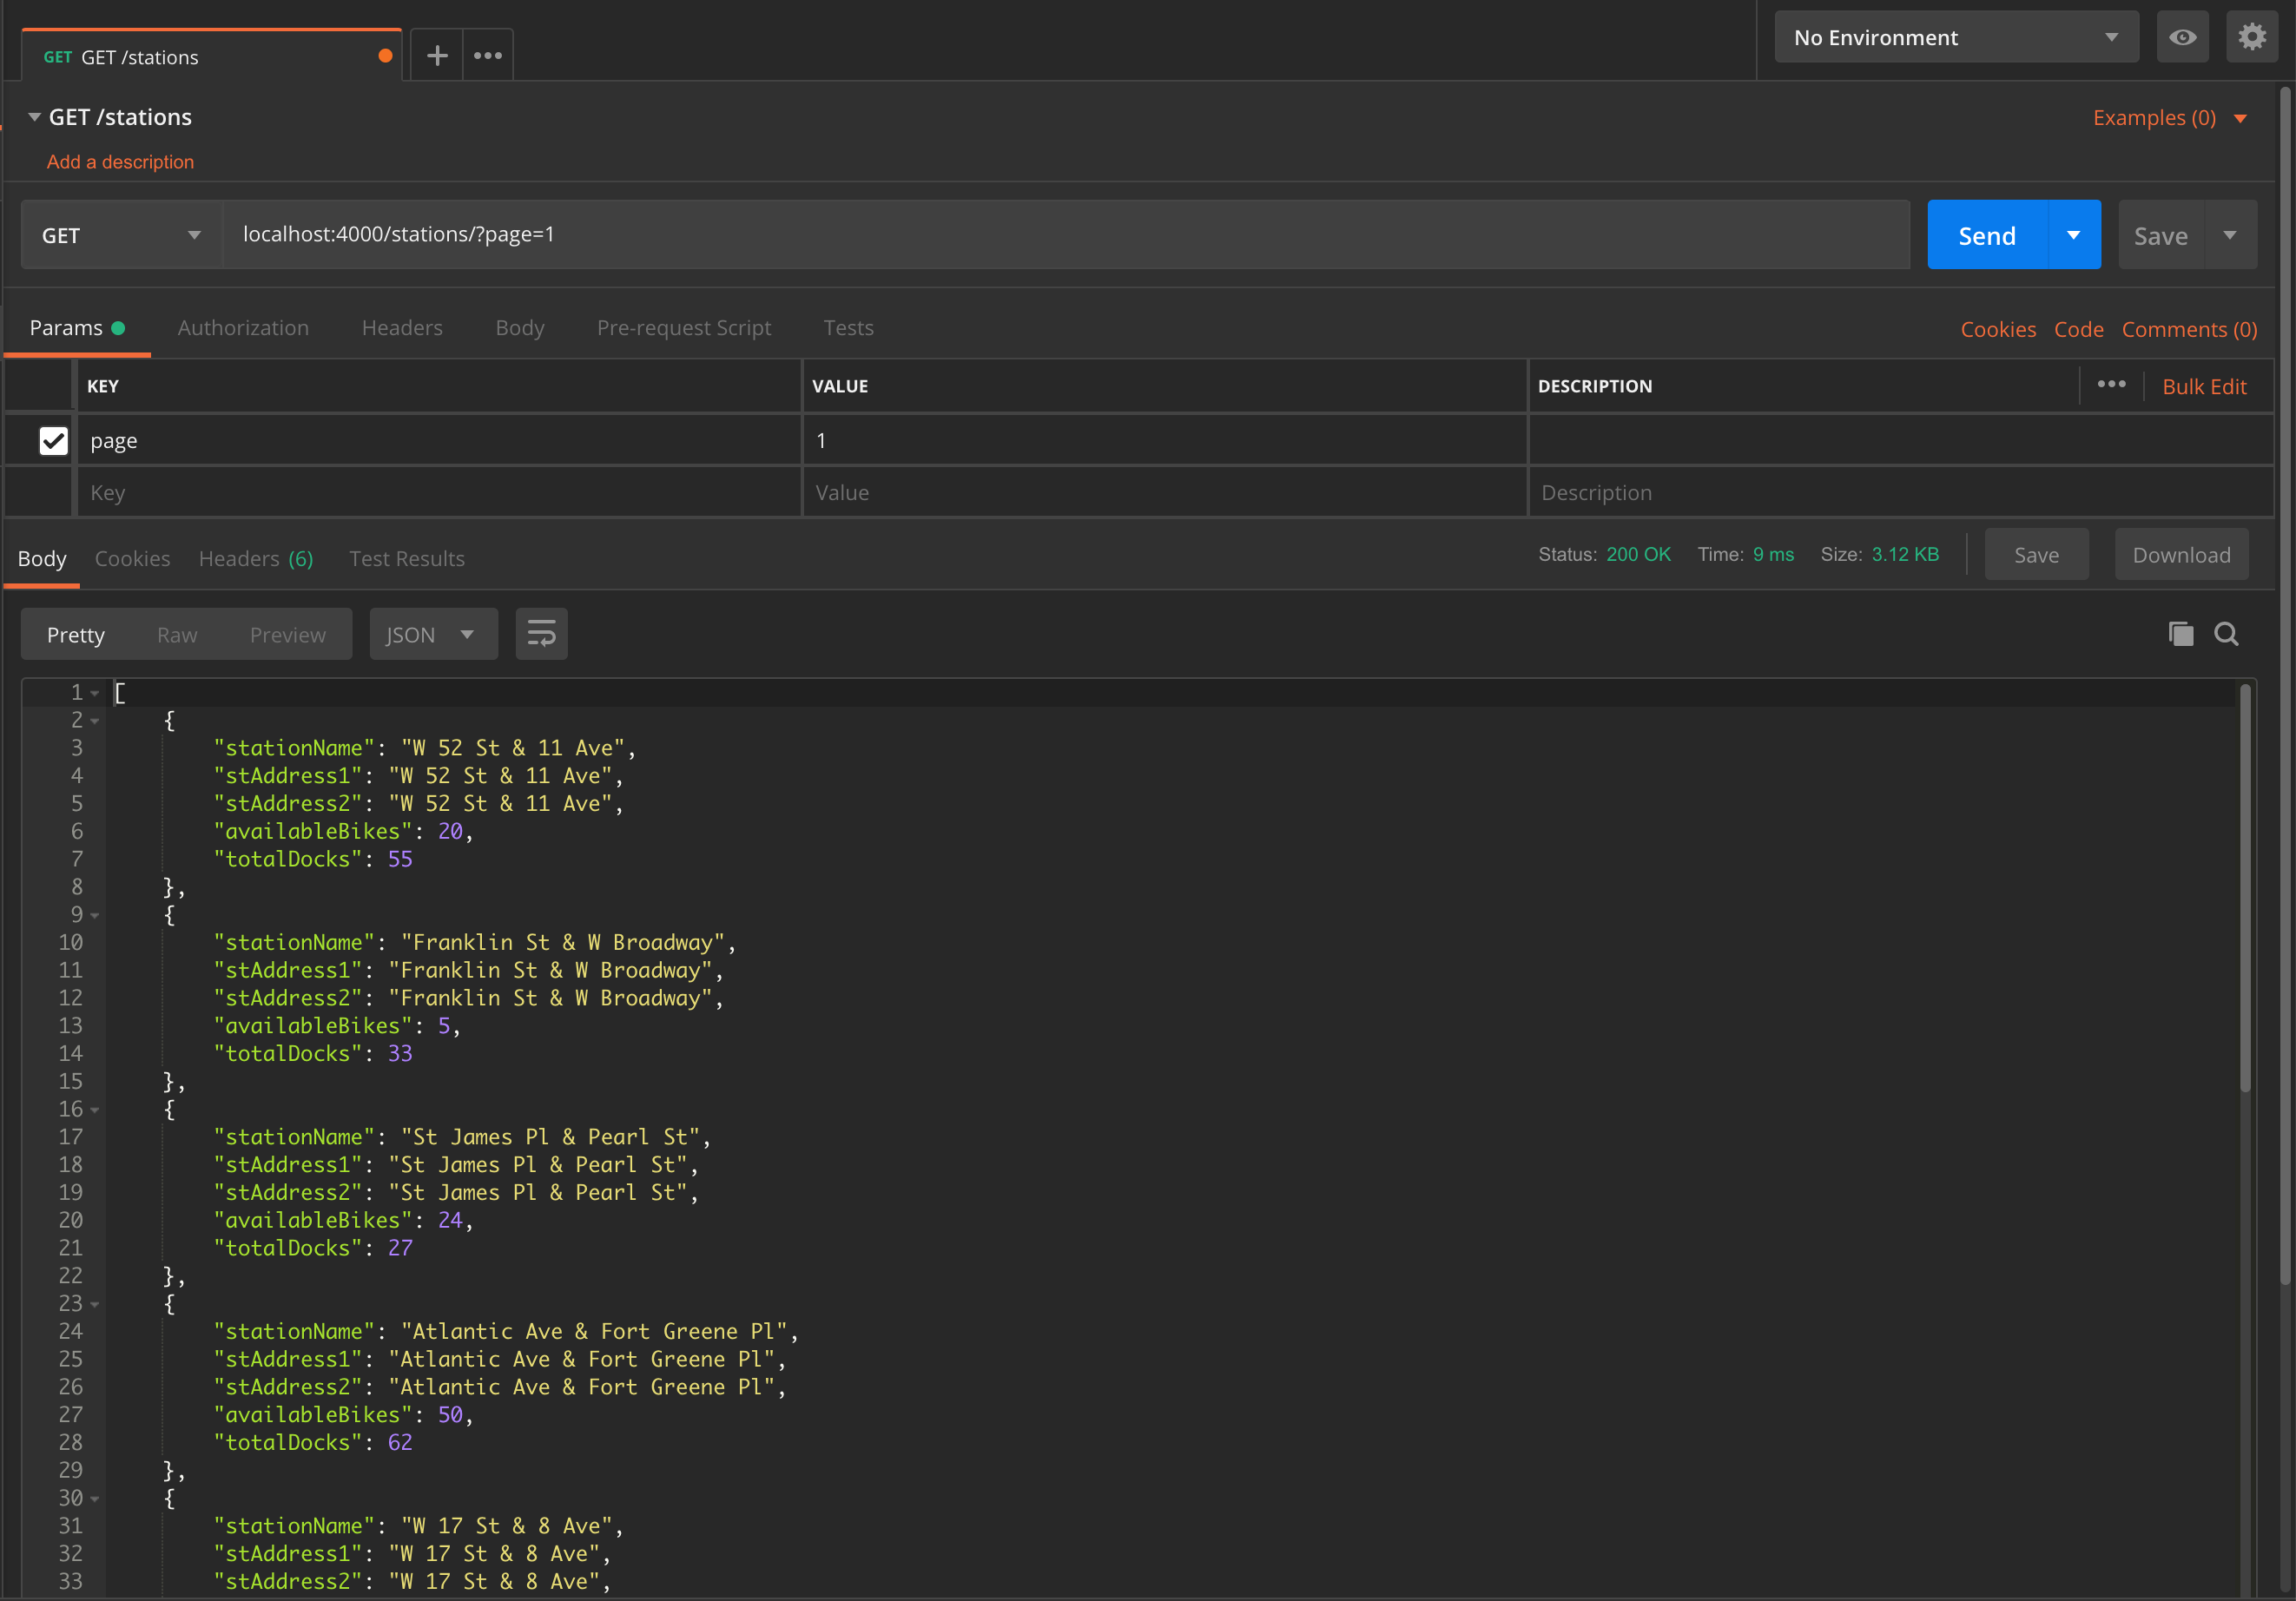 GET GET /stations
No Environment
GET /stations
Examples (0)
Add a description
GET localhost:4000/stations/?page=1 Send Save
Params Authorization Headers Body Pre-request Script Tests Cookies Code Comments (0)
KEY VALUE DESCRIPTION Bulk Edit
page 1
Key Value Description
Body Cookies Headers (6) Test Results Status: 200 OK Time: 9 ms Size: 3.12 KB Save Download
Pretty Raw Preview JSON
1 [
2 {
3 "stationName": "W 52 St & 11 Ave",
4 "stAddress1": "W 52 St & 11 Ave",
5 "stAddress2": "W 52 St & 11 Ave",
6 "availableBikes": 20,
7 "totalDocks": 55
8 },
9 {
10 "stationName": "Franklin St & W Broadway",
11 "stAddress1": "Franklin St & W Broadway",
12 "stAddress2": "Franklin St & W Broadway",
13 "availableBikes": 5,
14 "totalDocks": 33
15 },
16 {
17 "stationName": "St James Pl & Pearl St",
18 "stAddress1": "St James Pl & Pearl St",
19 "stAddress2": "St James Pl & Pearl St",
20 "availableBikes": 24,
21 "totalDocks": 27
22 },
23 {
24 "stationName": "Atlantic Ave & Fort Greene Pl",
25 "stAddress1": "Atlantic Ave & Fort Greene Pl",
26 "stAddress2": "Atlantic Ave & Fort Greene Pl",
27 "availableBikes": 50,
28 "totalDocks": 62
29 },
30 {
31 "stationName": "W 17 St & 8 Ave",
32 "stAddress1": "W 17 St & 8 Ave",
33 "stAddress2": "W 17 St & 8 Ave",